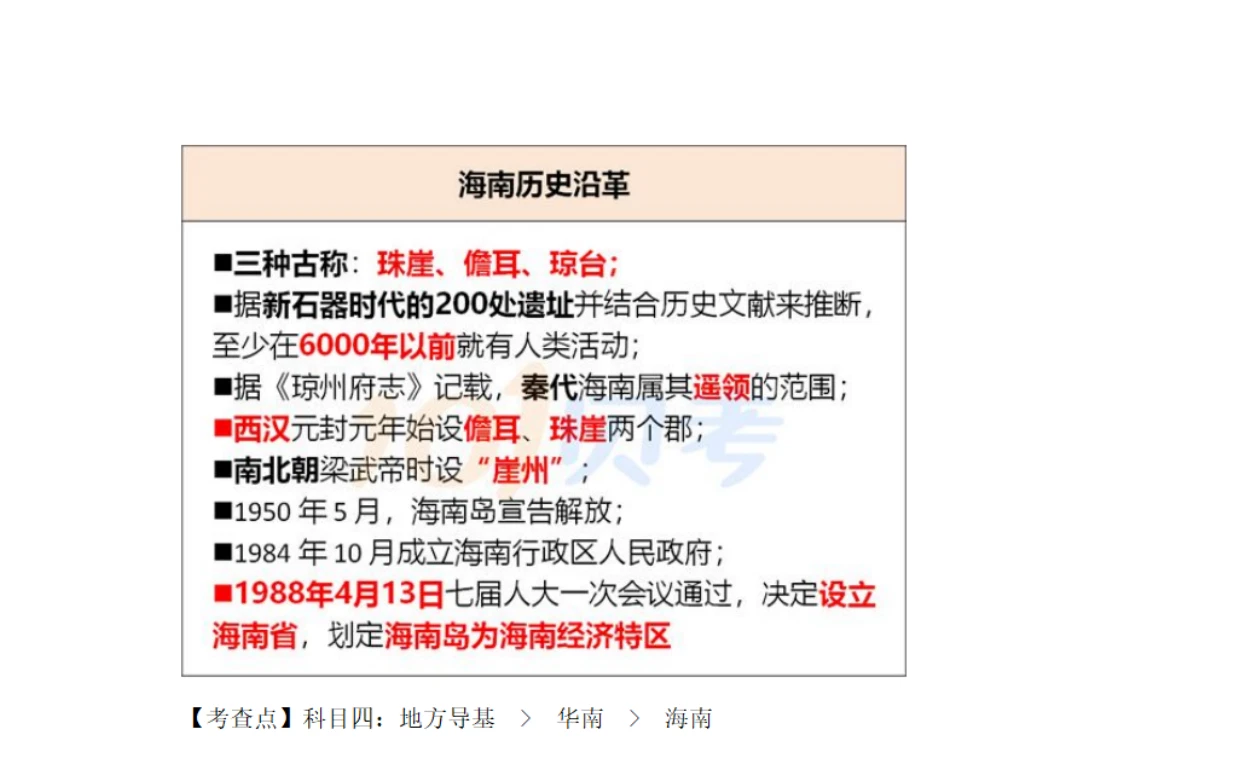 海南历史沿革
■三种古称：珠崖、儋耳、琼台；
■据新石器时代的200处遗址并结合历史文献来推断，
至少在6000年以前就有人类活动；
■据《琼州府志》记载，秦代海南属其遥领的范围；
■西汉元封元年始设儋耳、珠崖两个郡；
■南北朝梁武帝时设“崖州”；
■1950 年 5 月，海南岛宣告解放；
■1984 年 10 月成立海南行政区人民政府；
■1988年4月13日七届人大一次会议通过，决定设立
海南省，划定海南岛为海南经济特区
101贝考
【考查点】科目四：地方导基 > 华南 > 海南